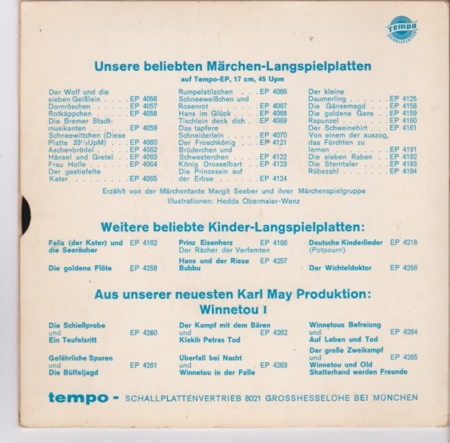 Tempo
Unsere beliebten Märchen-Langspielplatten
auf Tempo-EP, 17 cm, 45 Upm
Der Wolf und die
sieben Geißlein . . . EP 4056
Dornröschen . . . EP 4057
Rotkäppchen . . . EP 4058
Die Bremer Stadt-
musikanten . . . EP 4059
Schneewittchen (Diese
Platte 33⅓UpM) EP 4060
Aschenbrödel . . . EP 4062
Hänsel und Gretel . EP 4063
Frau Holle . . . EP 4064
Der gestiefelte
Kater . . . EP 4065
Rumpelstilzchen . . EP 4066
Schneeweißchen und
Rosenrot . . . EP 4067
Hans im Glück . . EP 4068
Tischlein deck dich . EP 4069
Das tapfere
Schneiderlein . . EP 4070
Der Froschkönig . . EP 4121
Brüderchen und
Schwesterchen . . EP 4122
König Drosselbart . EP 4123
Die Prinzessin auf
der Erbse . . . EP 4124
Der kleine
Däumerling . . . EP 4125
Die Gänsemagd . . EP 4158
Die goldene Gans . EP 4159
Rapunzel . . . EP 4160
Der Schweinehirt . EP 4161
Von einem der auszog,
das Fürchten zu
lernen . . . EP 4191
Die sieben Raben . EP 4192
Die Sterntaler . . EP 4193
Rübezahl . . . EP 4194
Erzählt von der Märchentante Margit Seeber und ihrer Märchenspielgruppe
Illustrationen: Hedda Obermaier-Wenz
Weitere beliebte Kinder-Langspielplatten:
Felix (der Kater) und EP 4162
die Seeräuber
Die goldene Flöte EP 4258
Prinz Eisenherz EP 4166
Der Rächer der Verfemten
Hans und der Riese EP 4257
Bubbu
Deutsche Kinderlieder EP 4218
(Potpourri)
Der Wichteldoktor EP 4256
Aus unserer neuesten Karl May Produktion:
Winnetou I
Die Schießprobe
und EP 4260
Ein Teufelsritt
Der Kampf mit dem Bären
und EP 4262
Klekih Petras Tod
Winnetous Befreiung
und EP 4264
Auf Leben und Tod
Gefährliche Spuren
und EP 4261
Die Büffeljagd
Überfall bei Nacht
und EP 4263
Winnetou in der Falle
Der große Zweikampf
und EP 4265
Winnetou und Old
Shatterhand werden Freunde
tempo - SCHALLPLATTENVERTRIEB 8021 GROSSHESSELOHE BEI MÜNCHEN